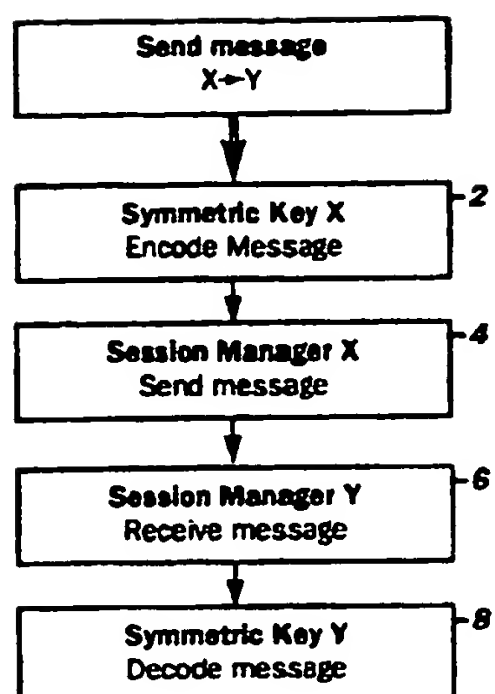 Send message
X→Y
Symmetric Key X
Encode Message
2
Session Manager X
Send message
4
Session Manager Y
Receive message
6
Symmetric Key Y
Decode message
8